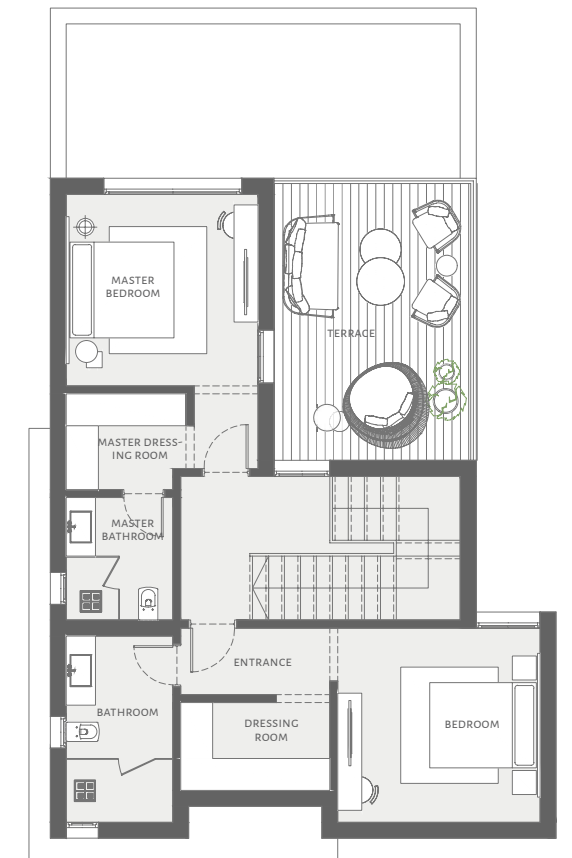 MASTER
BEDROOM
TERRACE
MASTER DRESS-
ING ROOM
MASTER
BATHROOM
ENTRANCE
BATHROOM
DRESSING
ROOM
BEDROOM